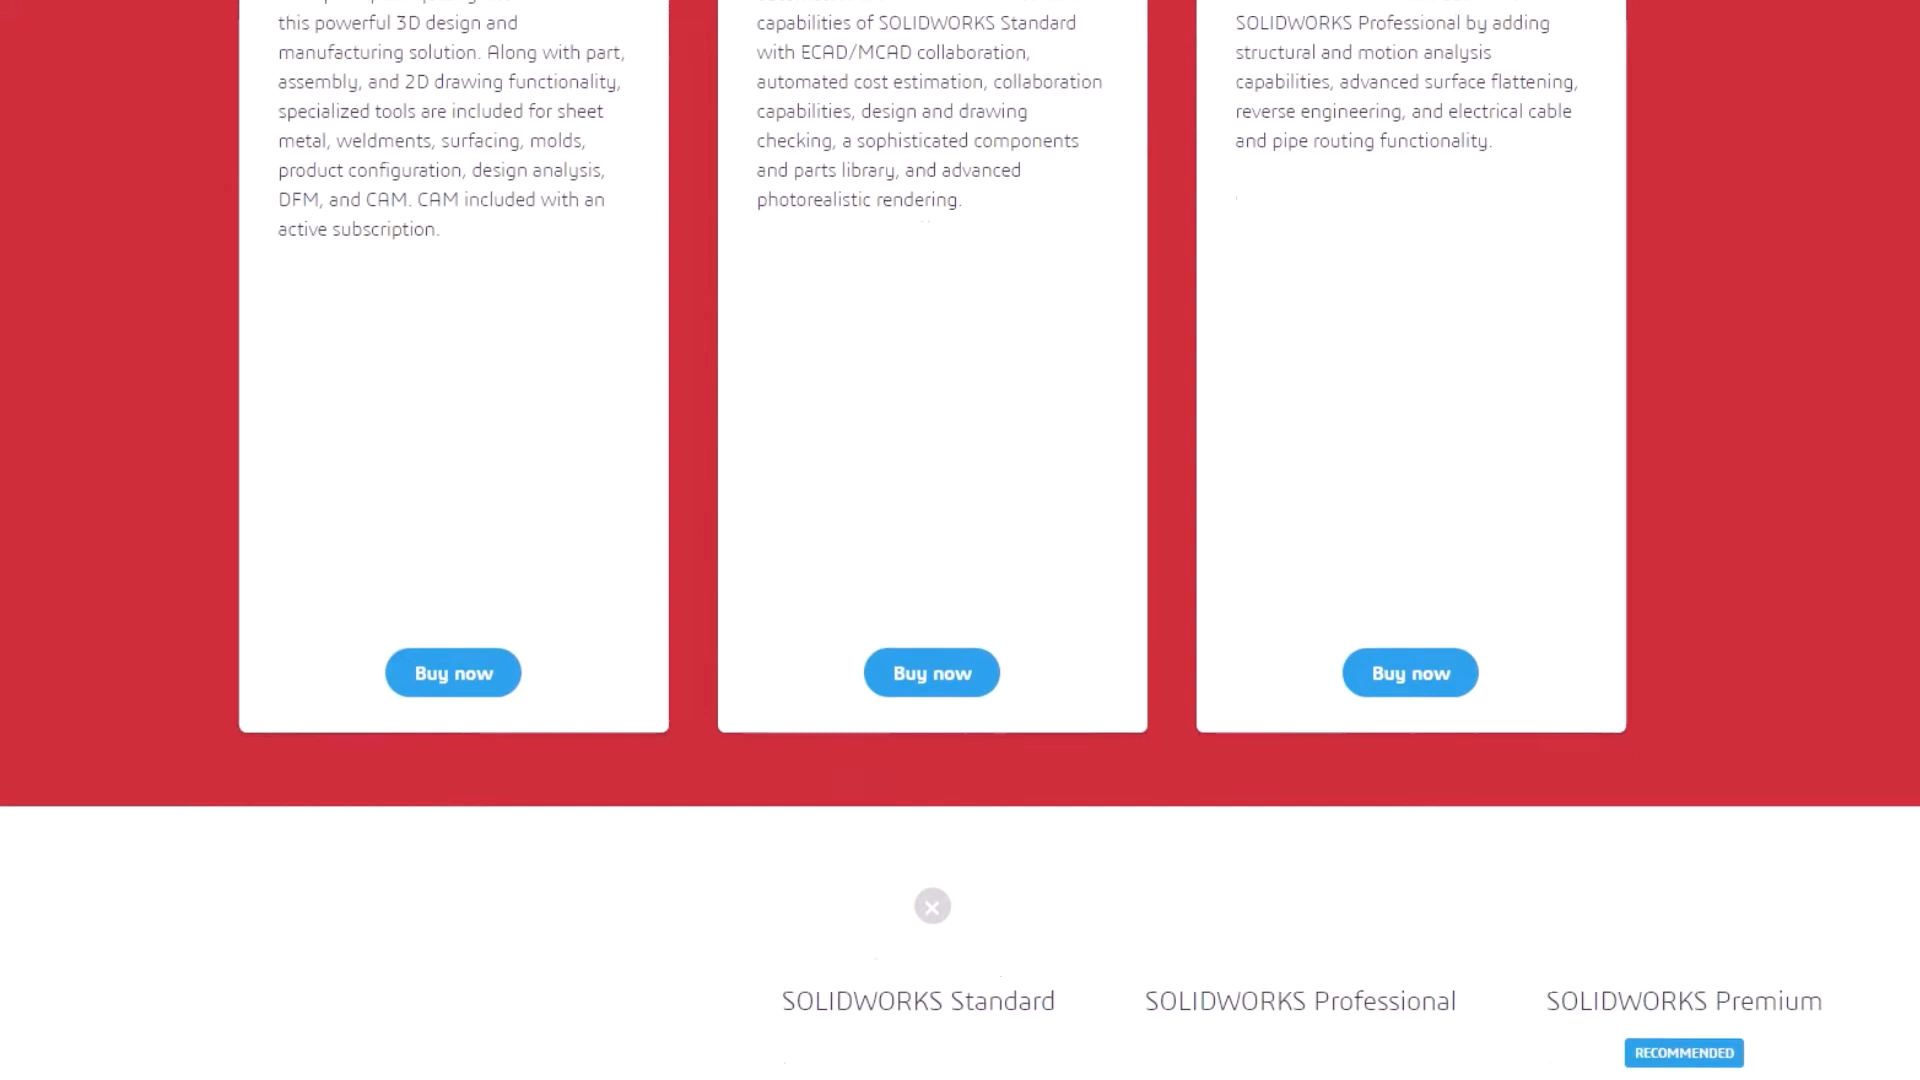 this powerful 3D design and
manufacturing solution. Along with part,
assembly, and 2D drawing functionality,
specialized tools are included for sheet
metal, weldments, surfacing, molds,
product configuration, design analysis,
DFM, and CAM. CAM included with an
active subscription.
Buy now
capabilities of SOLIDWORKS Standard
with ECAD/MCAD collaboration,
automated cost estimation, collaboration
capabilities, design and drawing
checking, a sophisticated components
and parts library, and advanced
photorealistic rendering.
Buy now
SOLIDWORKS Professional by adding
structural and motion analysis
capabilities, advanced surface flattening,
reverse engineering, and electrical cable
and pipe routing functionality.
Buy now
SOLIDWORKS Standard
SOLIDWORKS Professional
SOLIDWORKS Premium
RECOMMENDED